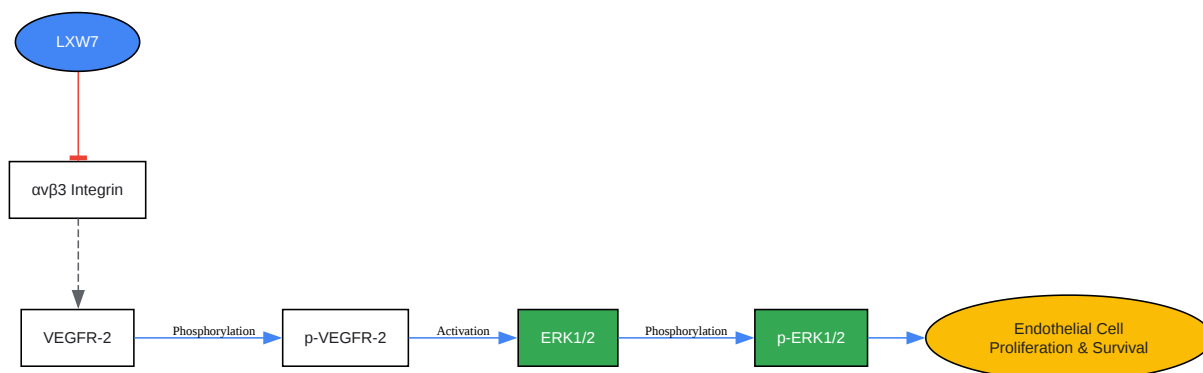 LXW7
αvβ3 Integrin
VEGFR-2
Phosphorylation
p-VEGFR-2
Activation
ERK1/2
Phosphorylation
p-ERK1/2
Endothelial Cell
Proliferation & Survival